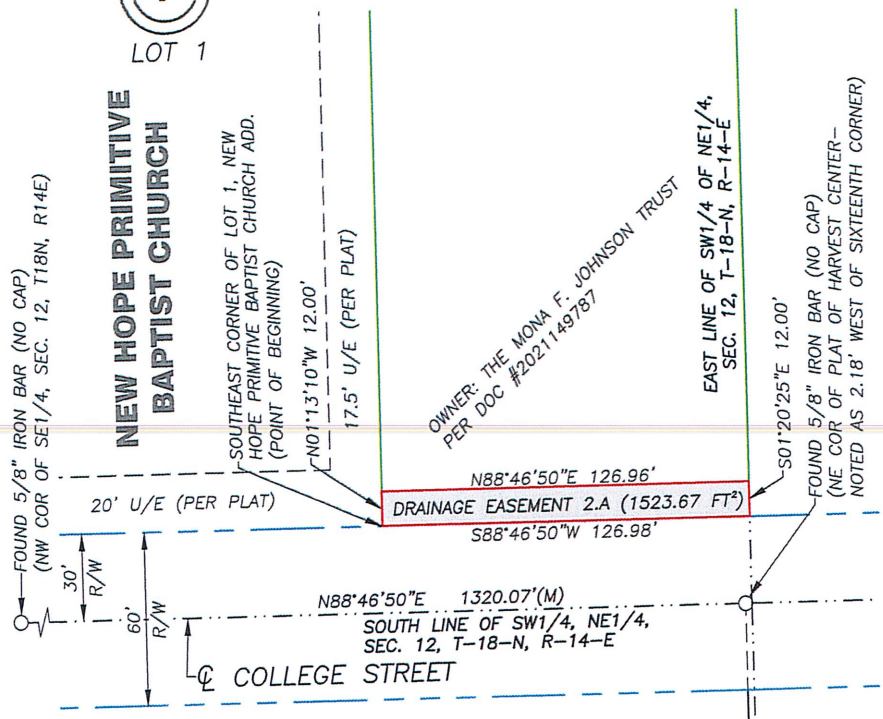 LOT 1
NEW HOPE PRIMITIVE
BAPTIST CHURCH
FOUND 5/8" IRON BAR (NO CAP)
(NW COR OF SE1/4, SEC. 12, T18N, R14E)
SOUTHEAST CORNER OF LOT 1, NEW
HOPE PRIMITIVE BAPTIST CHURCH ADD.
(POINT OF BEGINNING)
N01°13'10"W 12.00'
17.5' U/E (PER PLAT)
OWNER: THE MONA F. JOHNSON TRUST
PER DOC #2021149787
EAST LINE OF SW1/4 OF NE1/4,
SEC. 12, T-18-N, R-14-E
S01°20'25"E 12.00'
FOUND 5/8" IRON BAR (NO CAP)
(NE COR OF PLAT OF HARVEST CENTER-
NOTED AS 2.18' WEST OF SIXTEENTH CORNER)
20' U/E (PER PLAT)
N88°46'50"E 126.96'
DRAINAGE EASEMENT 2.A (1523.67 FT²)
S88°46'50"W 126.98'
30'
R/W
60'
R/W
N88°46'50"E 1320.07'(M)
SOUTH LINE OF SW1/4, NE1/4,
SEC. 12, T-18-N, R-14-E
℄ COLLEGE STREET